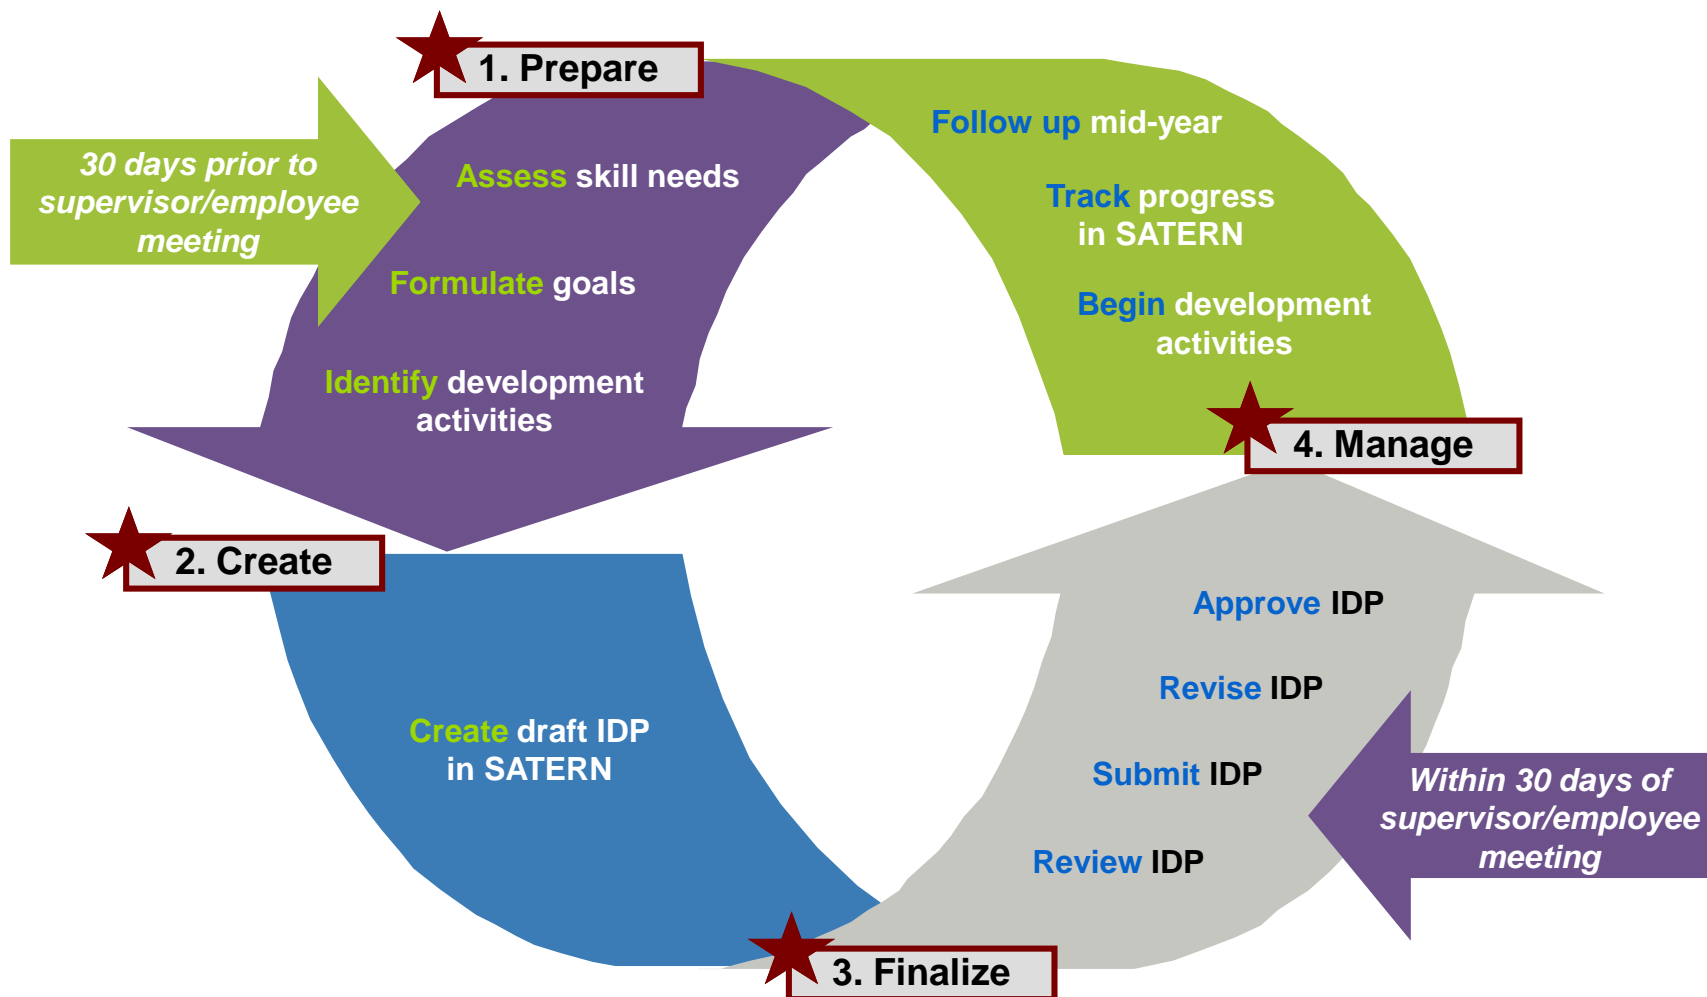 1. Prepare
30 days prior to
supervisor/employee
meeting
Assess skill needs
Formulate goals
Identify development
activities
2. Create
Create draft IDP
in SATERN
3. Finalize
Review IDP
Submit IDP
Revise IDP
Approve IDP
Within 30 days of
supervisor/employee
meeting
4. Manage
Begin development
activities
Track progress
in SATERN
Follow up mid-year